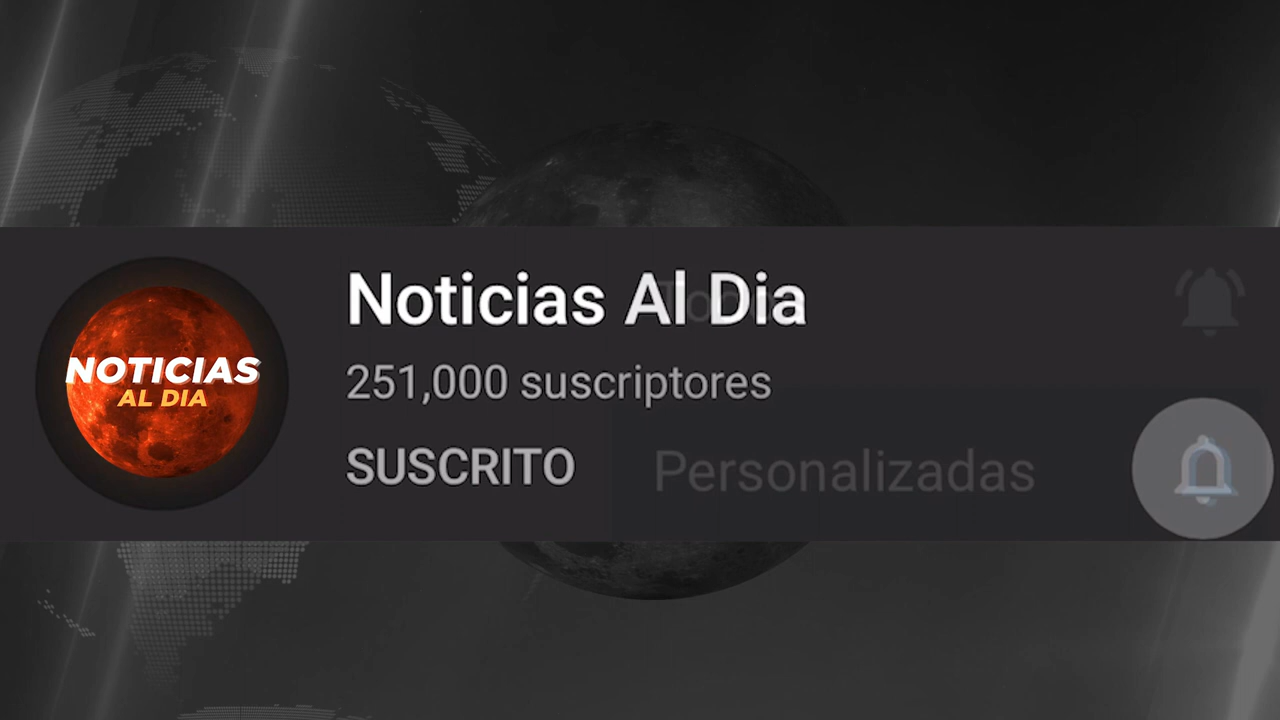 NOTICIAS
AL DIA
Noticias Al Dia
251,000 suscriptores
SUSCRITO
Personalizadas